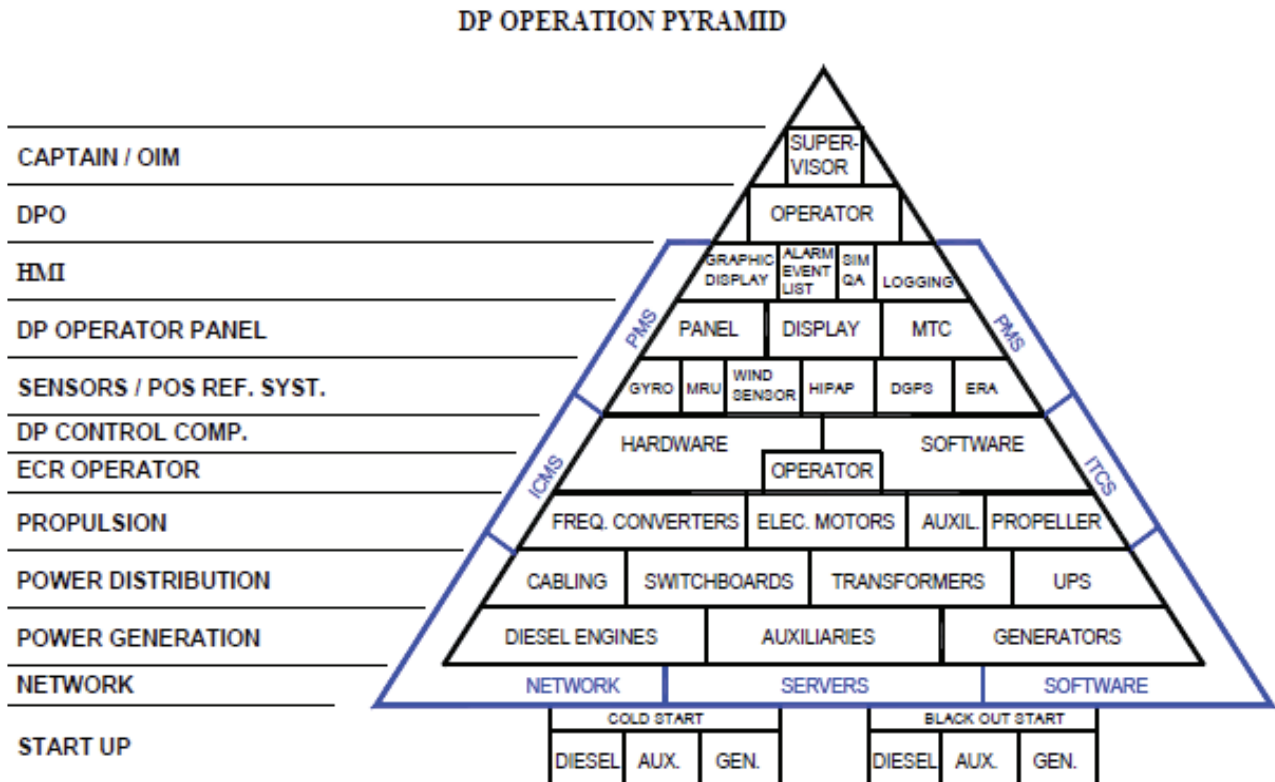 DP OPERATION PYRAMID
CAPTAIN / OIM
SUPER-
VISOR
DPO
OPERATOR
HMI
GRAPHIC
DISPLAY
ALARM
EVENT
LIST
SIM
QA
LOGGING
DP OPERATOR PANEL
PMS
PANEL
DISPLAY
MTC
PMS
SENSORS / POS REF. SYST.
GYRO
MRU
WIND
SENSOR
HIPAP
DGPS
ERA
DP CONTROL COMP.
HARDWARE
SOFTWARE
ECR OPERATOR
ICMS
OPERATOR
ITCS
PROPULSION
FREQ. CONVERTERS
ELEC. MOTORS
AUXIL.
PROPELLER
POWER DISTRIBUTION
CABLING
SWITCHBOARDS
TRANSFORMERS
UPS
POWER GENERATION
DIESEL ENGINES
AUXILIARIES
GENERATORS
NETWORK
NETWORK
SERVERS
SOFTWARE
START UP
COLD START
DIESEL
AUX.
GEN.
BLACK OUT START
DIESEL
AUX.
GEN.